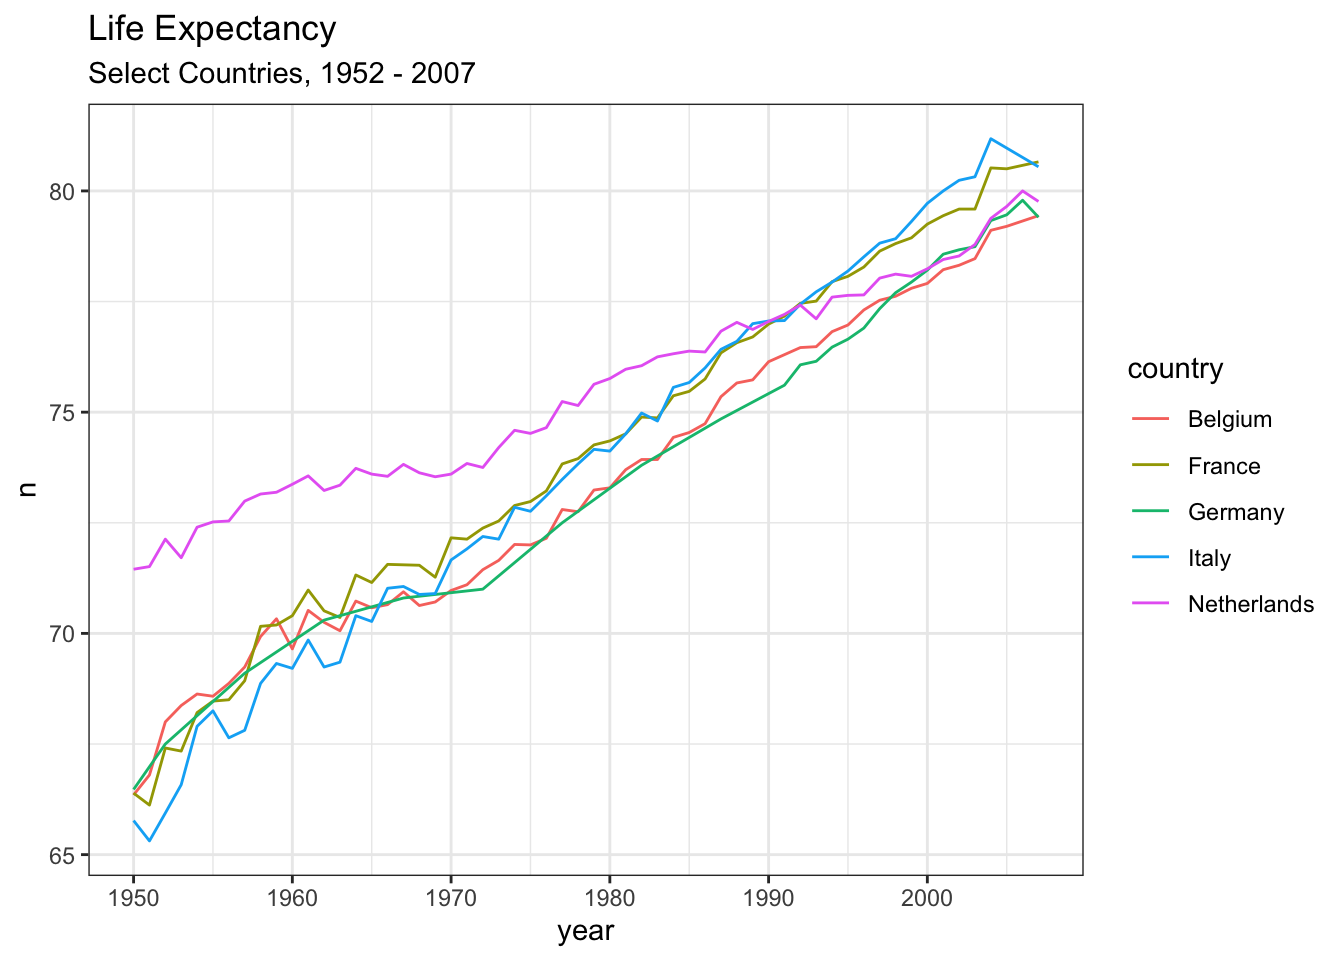 Life Expectancy
Select Countries, 1952 - 2007
n
80
75
70
65
1950 1960 1970 1980 1990 2000
year
country
Belgium
France
Germany
Italy
Netherlands